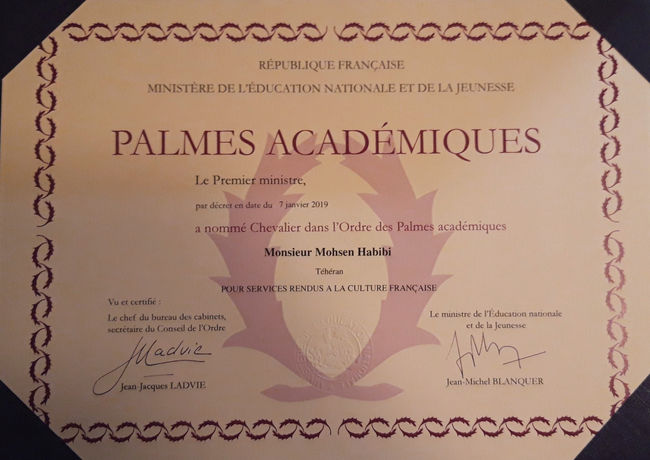 RÉPUBLIQUE FRANÇAISE
MINISTÈRE DE L'ÉDUCATION NATIONALE ET DE LA JEUNESSE
PALMES ACADÉMIQUES
Le Premier ministre,
par décret en date du 7 janvier 2019
a nommé Chevalier dans l'Ordre des Palmes académiques
Monsieur Mohsen Habibi
Téhéran
POUR SERVICES RENDUS A LA CULTURE FRANÇAISE
Vu et certifié :
Le chef du bureau des cabinets,
secrétaire du Conseil de l'Ordre
Jean-Jacques LADVIE
Le ministre de l'Éducation nationale
et de la Jeunesse
Jean-Michel BLANQUER